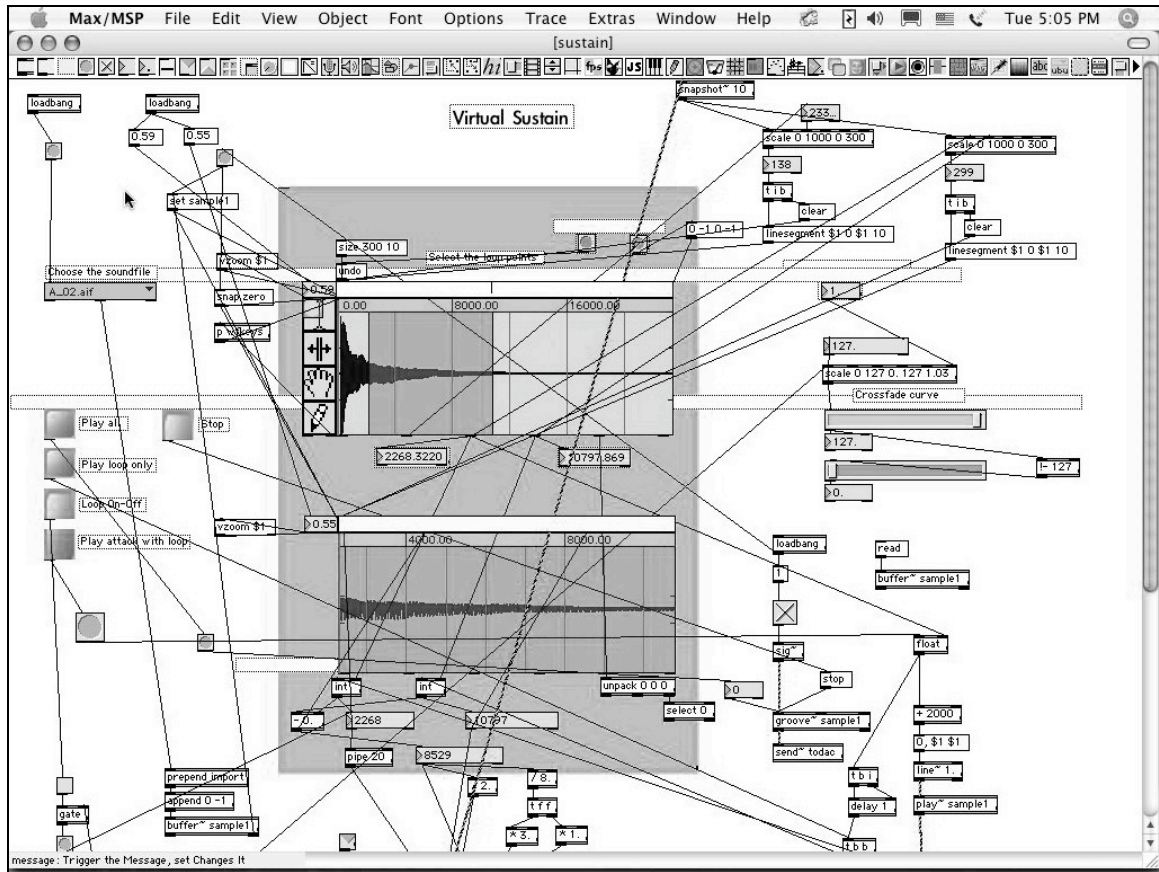 Max/MSP File Edit View Object Font Options Trace Extras Window Help Tue 5:05 PM
[sustain]
loadbang
loadbang
0.59
0.55
Virtual Sustain
snapshot~ 10
233...
scale 0 1000 0 300
scale 0 1000 0 300
138
299
t i b
t i b
clear
clear
set sample1
linesegment $1 0 $1 10
linesegment $1 0 $1 10
0 -1 0 -1
size 300 10
Select the loop points
vzoom $1
undo
Choose the soundfile
A_02.aif
snap zero
0.59
0.00 8000.00 16000.00
1.
127.
scale 0 127 0. 127 1.03
Crossfade curve
Play all
Stop
127.
Play loop only
2268.3220
10797.869
!- 127
0.
Loop On-Off
vzoom $1
0.55
4000.00 8000.00
Play attack with loop
loadbang
read
1
buffer~ sample1
sig~
float
stop
int
int
unpack 0 0 0
0
select 0
- 0.
2268
10797
groove~ sample1
+ 2000
pipe 20
8529
send~ todac
0, $1 $1
prepend import
/ 8.
t b i
line~ 1.
append 0 -1
/ 2.
t f f
delay 1
play~ sample1
gate
buffer~ sample1
* 3.
* 1.
t b b
message: Trigger the Message, set Changes It